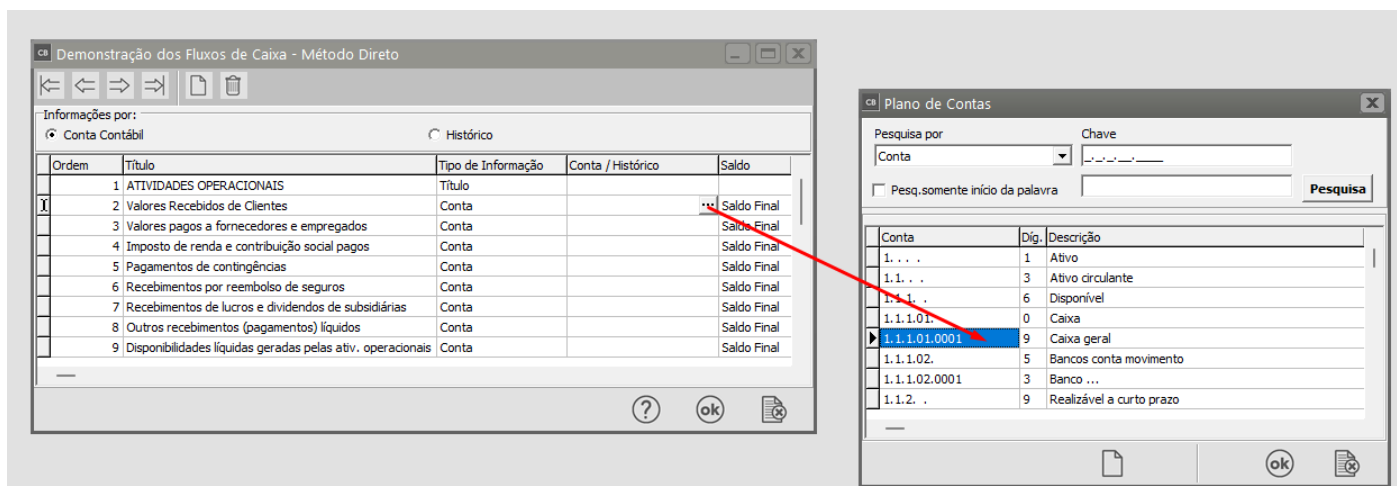 CB Demonstração dos Fluxos de Caixa - Método Direto
Informações por:
Conta Contábil Histórico
Ordem Título Tipo de Informação Conta / Histórico Saldo
1 ATIVIDADES OPERACIONAIS Título
2 Valores Recebidos de Clientes Conta ... Saldo Final
3 Valores pagos a fornecedores e empregados Conta Saldo Final
4 Imposto de renda e contribuição social pagos Conta Saldo Final
5 Pagamentos de contingências Conta Saldo Final
6 Recebimentos por reembolso de seguros Conta Saldo Final
7 Recebimentos de lucros e dividendos de subsidiárias Conta Saldo Final
8 Outros recebimentos (pagamentos) líquidos Conta Saldo Final
9 Disponibilidades líquidas geradas pelas ativ. operacionais Conta Saldo Final
? ok
CB Plano de Contas
Pesquisa por Chave
Conta _._._.__.____
Pesq.somente início da palavra Pesquisa
Conta Díg. Descrição
1. . . . 1 Ativo
1.1. . . 3 Ativo circulante
1.1.1. . 6 Disponível
1.1.1.01. 0 Caixa
1.1.1.01.0001 9 Caixa geral
1.1.1.02. 5 Bancos conta movimento
1.1.1.02.0001 3 Banco ...
1.1.2. . 9 Realizável a curto prazo
ok